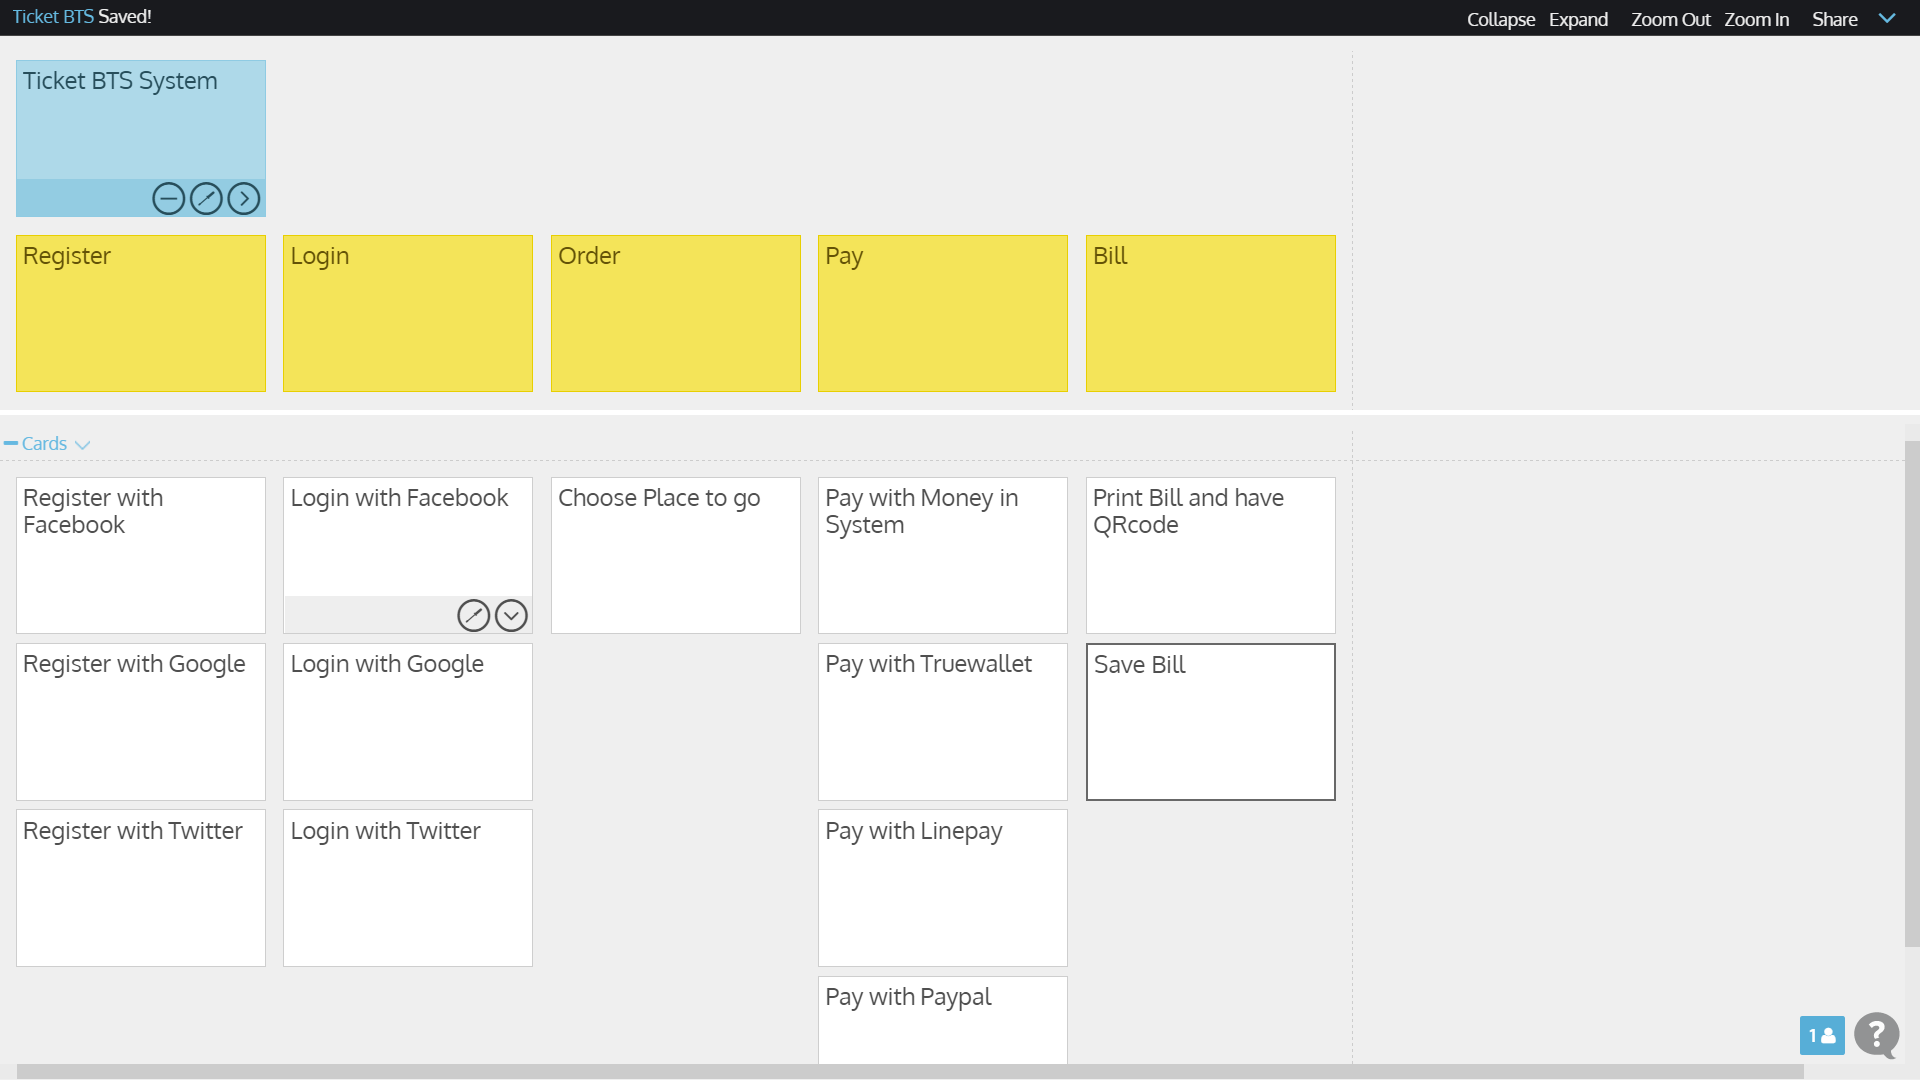 Ticket BTS Saved!
Collapse Expand Zoom Out Zoom In Share
Ticket BTS System
Register
Login
Order
Pay
Bill
Cards
Register with
Facebook
Login with Facebook
Choose Place to go
Pay with Money in
System
Print Bill and have
QRcode
Register with Google
Login with Google
Pay with Truewallet
Save Bill
Register with Twitter
Login with Twitter
Pay with Linepay
Pay with Paypal
1
?